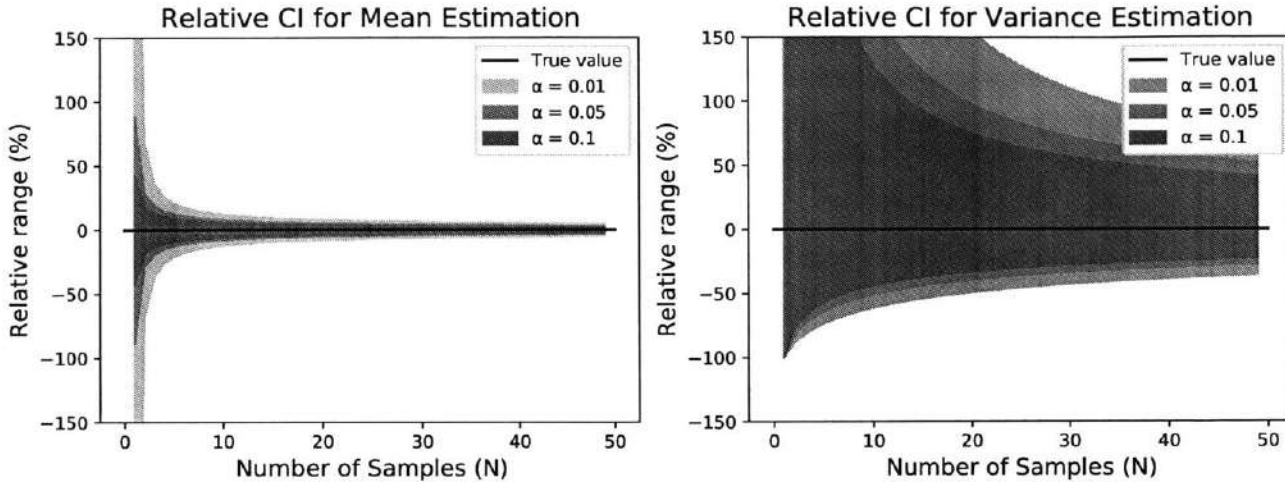 Relative CI for Mean Estimation
150
100
50
0
−50
−100
−150
Relative range (%)
True value
α = 0.01
α = 0.05
α = 0.1
0 10 20 30 40 50
Number of Samples (N)
Relative CI for Variance Estimation
150
100
50
0
−50
−100
−150
Relative range (%)
True value
α = 0.01
α = 0.05
α = 0.1
0 10 20 30 40 50
Number of Samples (N)